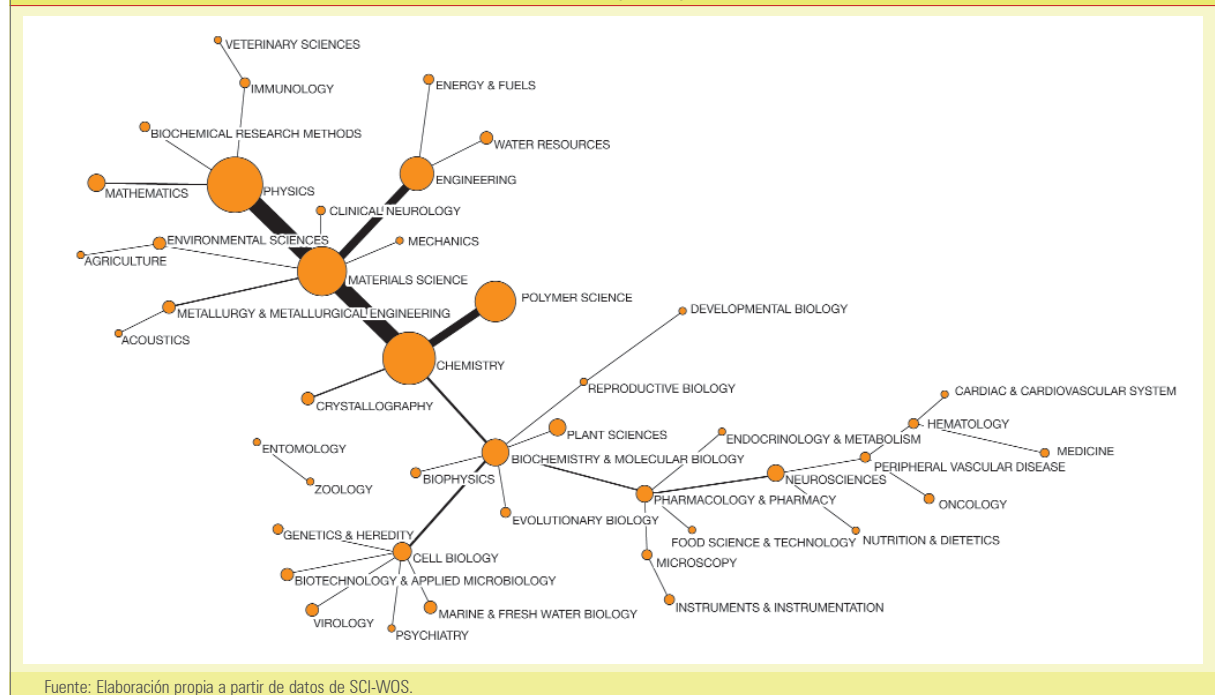 VETERINARY SCIENCES
IMMUNOLOGY
ENERGY & FUELS
BIOCHEMICAL RESEARCH METHODS
WATER RESOURCES
MATHEMATICS
PHYSICS
ENGINEERING
CLINICAL NEUROLOGY
ENVIRONMENTAL SCIENCES
MECHANICS
AGRICULTURE
MATERIALS SCIENCE
POLYMER SCIENCE
METALLURGY & METALLURGICAL ENGINEERING
DEVELOPMENTAL BIOLOGY
ACOUSTICS
CHEMISTRY
REPRODUCTIVE BIOLOGY
CARDIAC & CARDIOVASCULAR SYSTEM
CRYSTALLOGRAPHY
HEMATOLOGY
PLANT SCIENCES
ENDOCRINOLOGY & METABOLISM
ENTOMOLOGY
MEDICINE
BIOCHEMISTRY & MOLECULAR BIOLOGY
PERIPHERAL VASCULAR DISEASE
BIOPHYSICS
NEUROSCIENCES
ZOOLOGY
PHARMACOLOGY & PHARMACY
ONCOLOGY
EVOLUTIONARY BIOLOGY
GENETICS & HEREDITY
FOOD SCIENCE & TECHNOLOGY
NUTRITION & DIETETICS
CELL BIOLOGY
MICROSCOPY
BIOTECHNOLOGY & APPLIED MICROBIOLOGY
INSTRUMENTS & INSTRUMENTATION
MARINE & FRESH WATER BIOLOGY
VIROLOGY
PSYCHIATRY
Fuente: Elaboración propia a partir de datos de SCI-WOS.